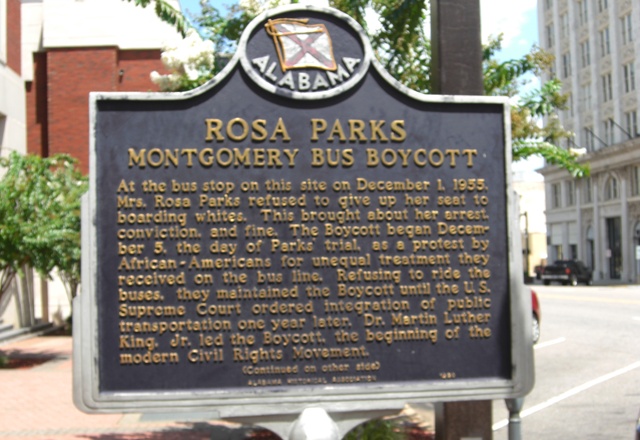 ALABAMA
ROSA PARKS
MONTGOMERY BUS BOYCOTT
At the bus stop on this site on December 1, 1955,
Mrs. Rosa Parks refused to give up her seat to
boarding whites. This brought about her arrest,
conviction, and fine. The Boycott began Decem-
ber 5, the day of Parks' trial, as a protest by
African-Americans for unequal treatment they
received on the bus line. Refusing to ride the
buses, they maintained the Boycott until the U.S.
Supreme Court ordered integration of public
transportation one year later. Dr. Martin Luther
King, Jr. led the Boycott, the beginning of the
modern Civil Rights Movement.
(Continued on other side)
ALABAMA HISTORICAL ASSOCIATION